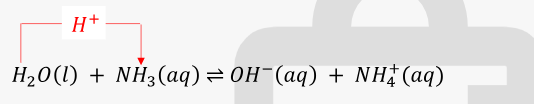 H⁺
H₂O(l) + NH₃(aq) ⇌ OH⁻(aq) + NH₄⁺(aq)